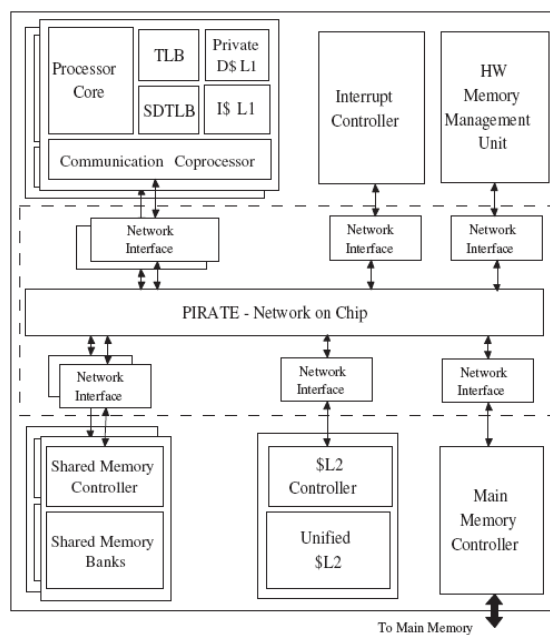 Processor
Core
TLB
Private
D$ L1
SDTLB
I$ L1
Communication Coprocessor
Interrupt
Controller
HW
Memory
Management
Unit
Network
Interface
Network
Interface
Network
Interface
PIRATE - Network on Chip
Network
Interface
Network
Interface
Network
Interface
Shared Memory
Controller
Shared Memory
Banks
$L2
Controller
Unified
$L2
Main
Memory
Controller
To Main Memory